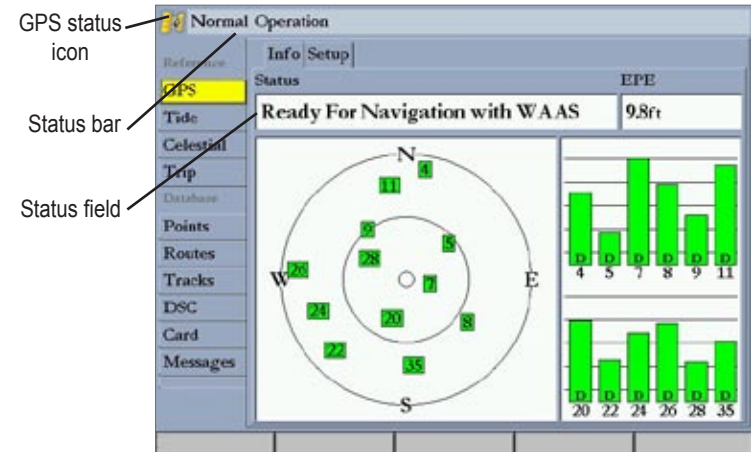 GPS status
icon
Status bar
Status field
Normal Operation
Reference
GPS
Tide
Celestial
Trip
Database
Points
Routes
Tracks
DSC
Card
Messages
Info Setup
Status EPE
Ready For Navigation with WAAS 9.8ft
N
4
11
9
5
28
W 26 E
7
24
20
8
22
35
S
D D D D D D
4 5 7 8 9 11
D D D D D D
20 22 24 26 28 35